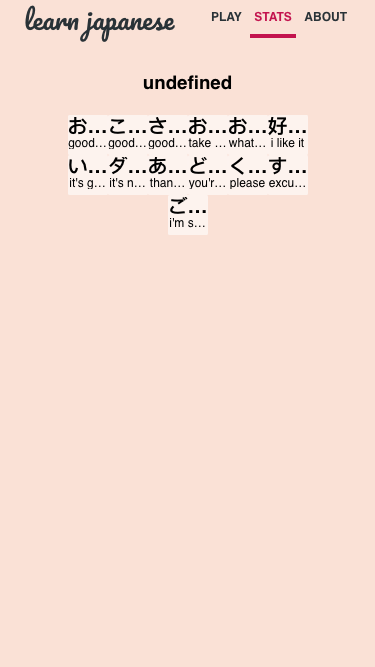 learn japanese PLAY STATS ABOUT
undefined
お... こ... さ... お... お... 好...
good... good... good... take ... what... i like it
い... ダ... あ... ど... く... す...
it's g... it's n... than... you'r... please excu...
ご...
i'm s...